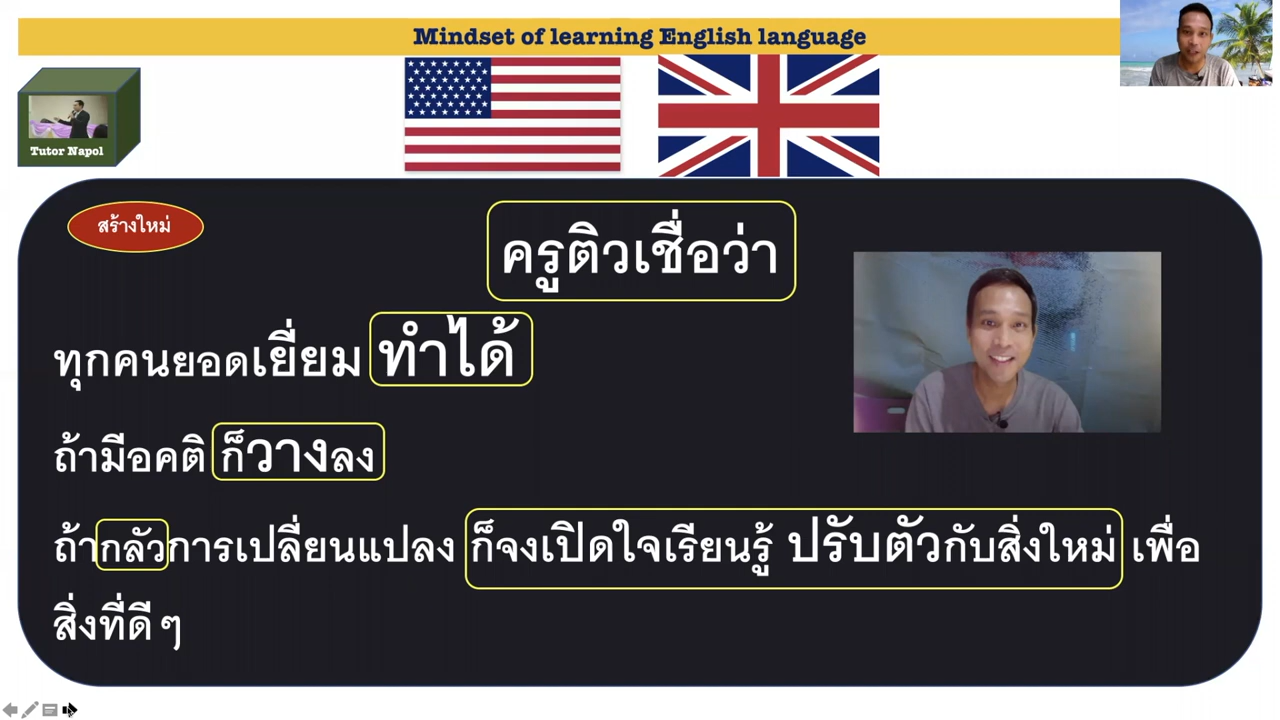 Mindset of learning English language
Tutor Napol
สร้างใหม่
ครูติวเชื่อว่า
ทุกคนยอดเยี่ยม ทำได้
ถ้ามีอคติ ก็วางลง
ถ้ากลัวการเปลี่ยนแปลง ก็จงเปิดใจเรียนรู้ ปรับตัวกับสิ่งใหม่ เพื่อ
สิ่งที่ดี ๆ